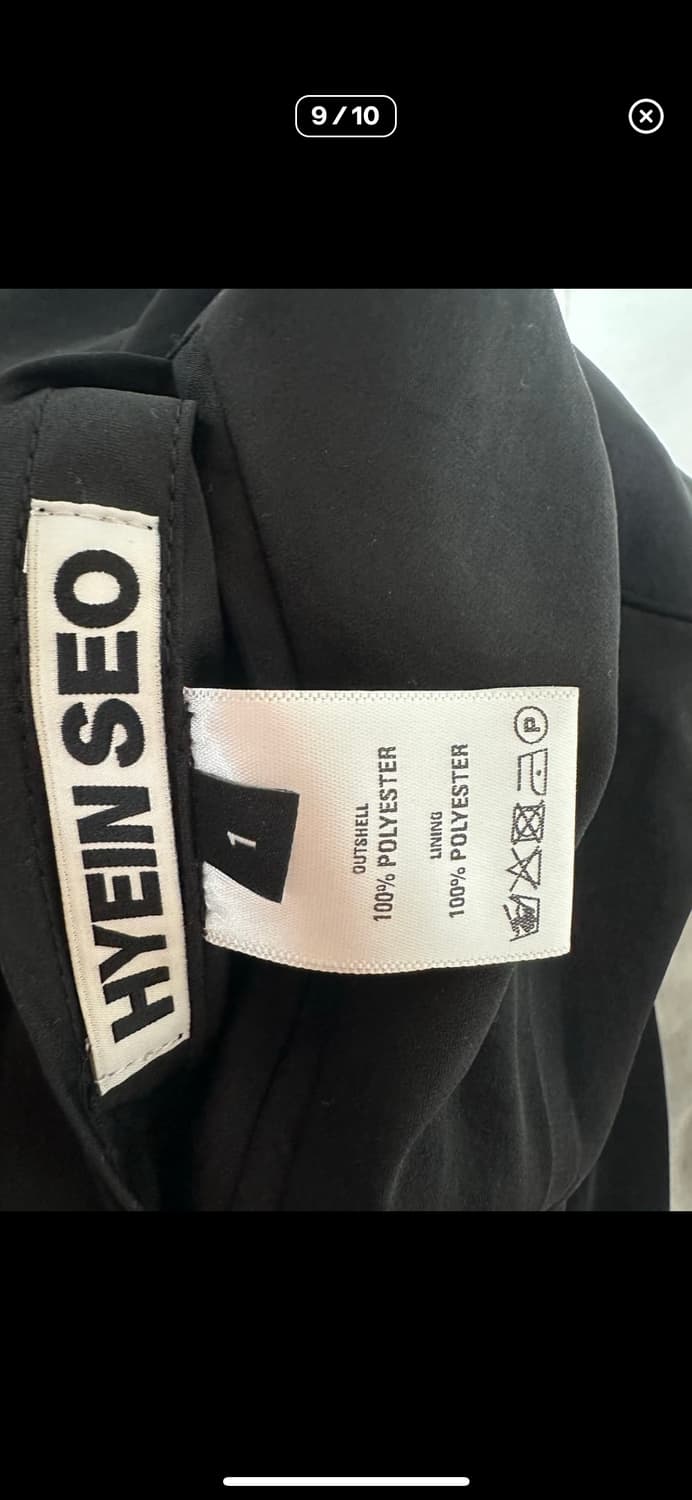 9/10
HYEIN SEO
1
OUTSHELL
100% POLYESTER
LINING
100% POLYESTER
P